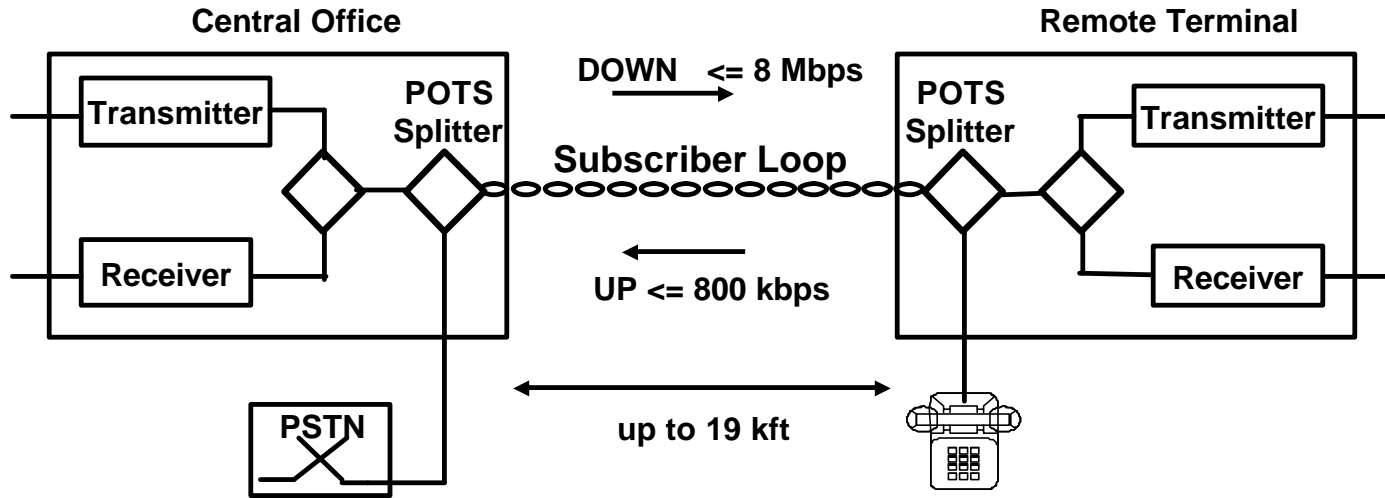 Central Office
Remote Terminal
DOWN <= 8 Mbps
Transmitter
POTS
Splitter
POTS
Splitter
Transmitter
Subscriber Loop
Receiver
UP <= 800 kbps
Receiver
PSTN
up to 19 kft